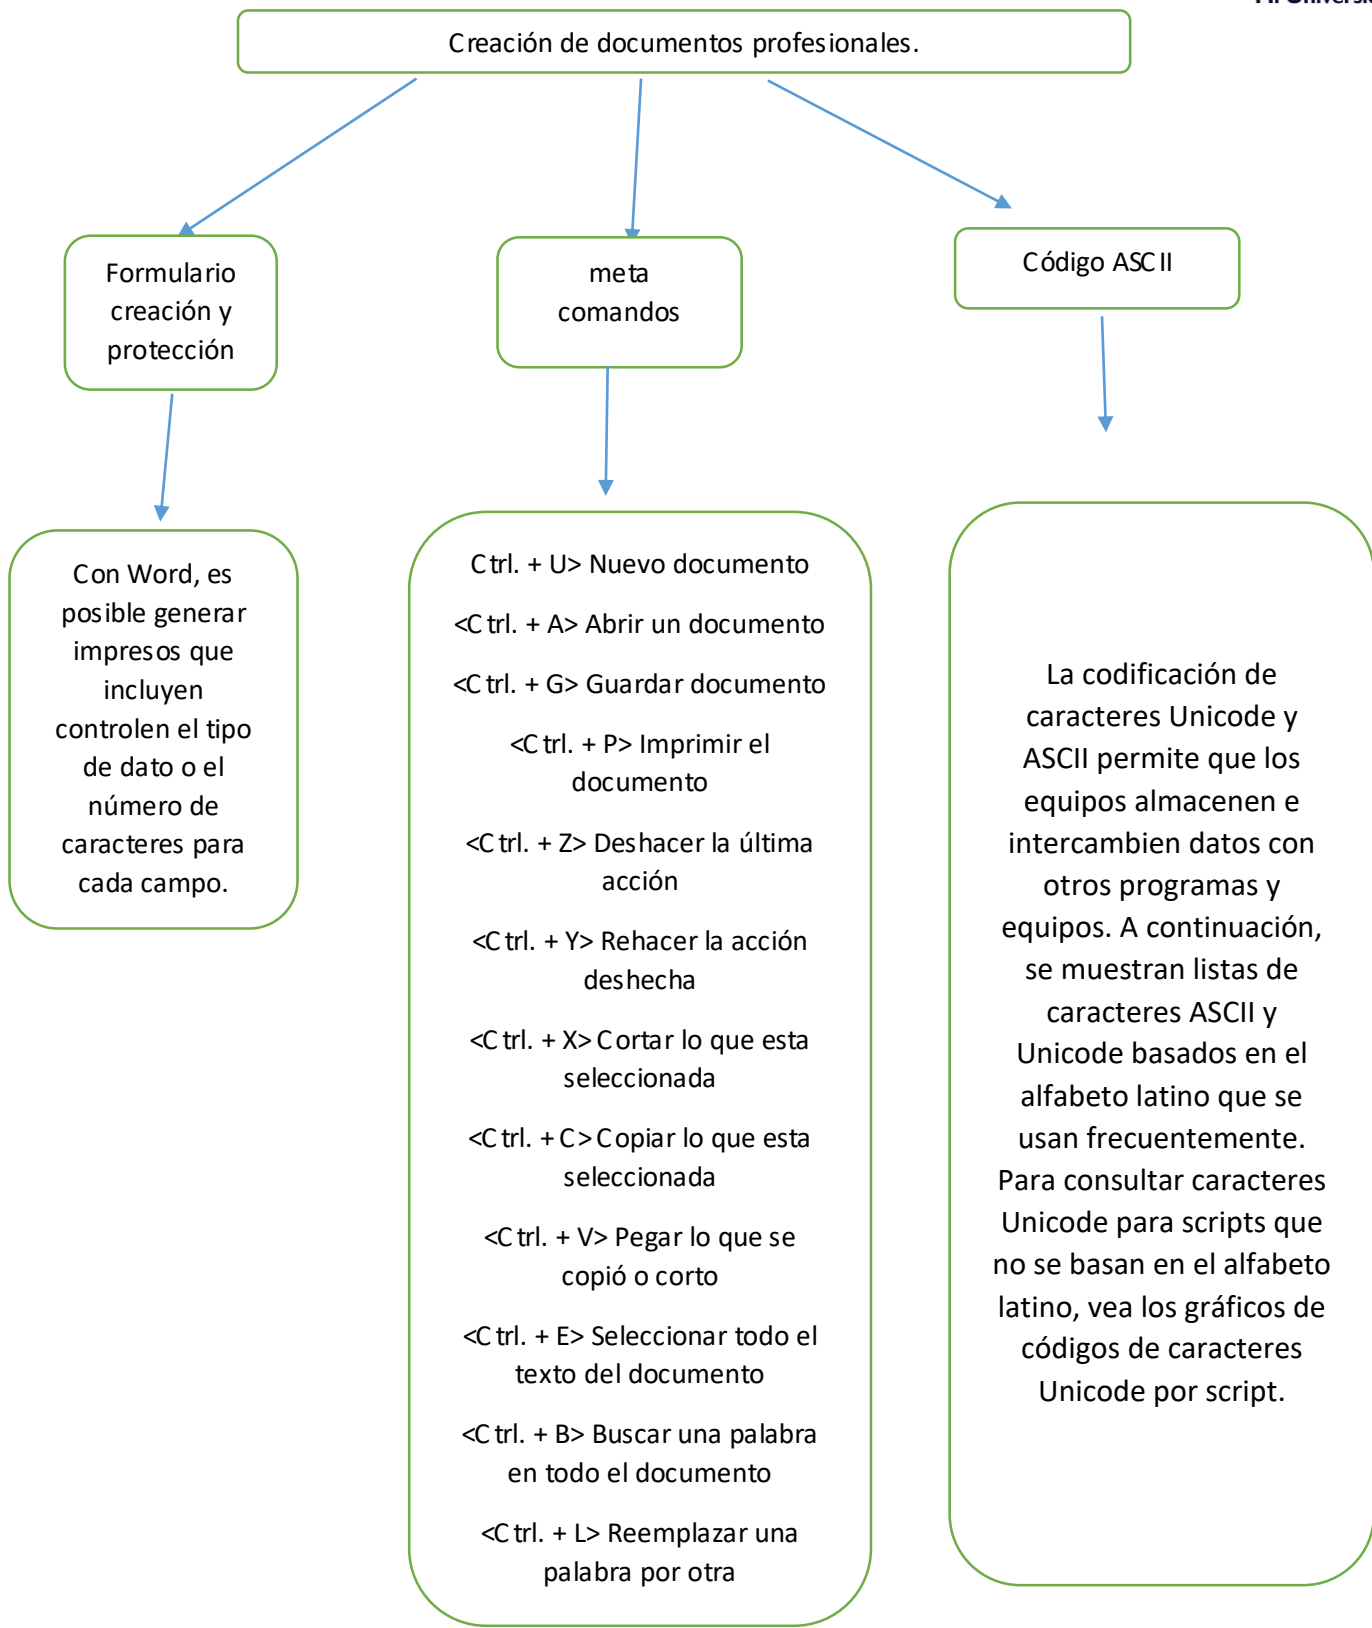 Creación de documentos profesionales.
Formulario
creación y
protección
meta
comandos
Código ASCII
Con Word, es
posible generar
impresos que
incluyen
controlen el tipo
de dato o el
número de
caracteres para
cada campo.
Ctrl. + U> Nuevo documento
<Ctrl. + A> Abrir un documento
<Ctrl. + G> Guardar documento
<Ctrl. + P> Imprimir el
documento
<Ctrl. + Z> Deshacer la última
acción
<Ctrl. + Y> Rehacer la acción
deshecha
<Ctrl. + X> Cortar lo que esta
seleccionada
<Ctrl. + C> Copiar lo que esta
seleccionada
<Ctrl. + V> Pegar lo que se
copió o corto
<Ctrl. + E> Seleccionar todo el
texto del documento
<Ctrl. + B> Buscar una palabra
en todo el documento
<Ctrl. + L> Reemplazar una
palabra por otra
La codificación de
caracteres Unicode y
ASCII permite que los
equipos almacenen e
intercambien datos con
otros programas y
equipos. A continuación,
se muestran listas de
caracteres ASCII y
Unicode basados en el
alfabeto latino que se
usan frecuentemente.
Para consultar caracteres
Unicode para scripts que
no se basan en el alfabeto
latino, vea los gráficos de
códigos de caracteres
Unicode por script.